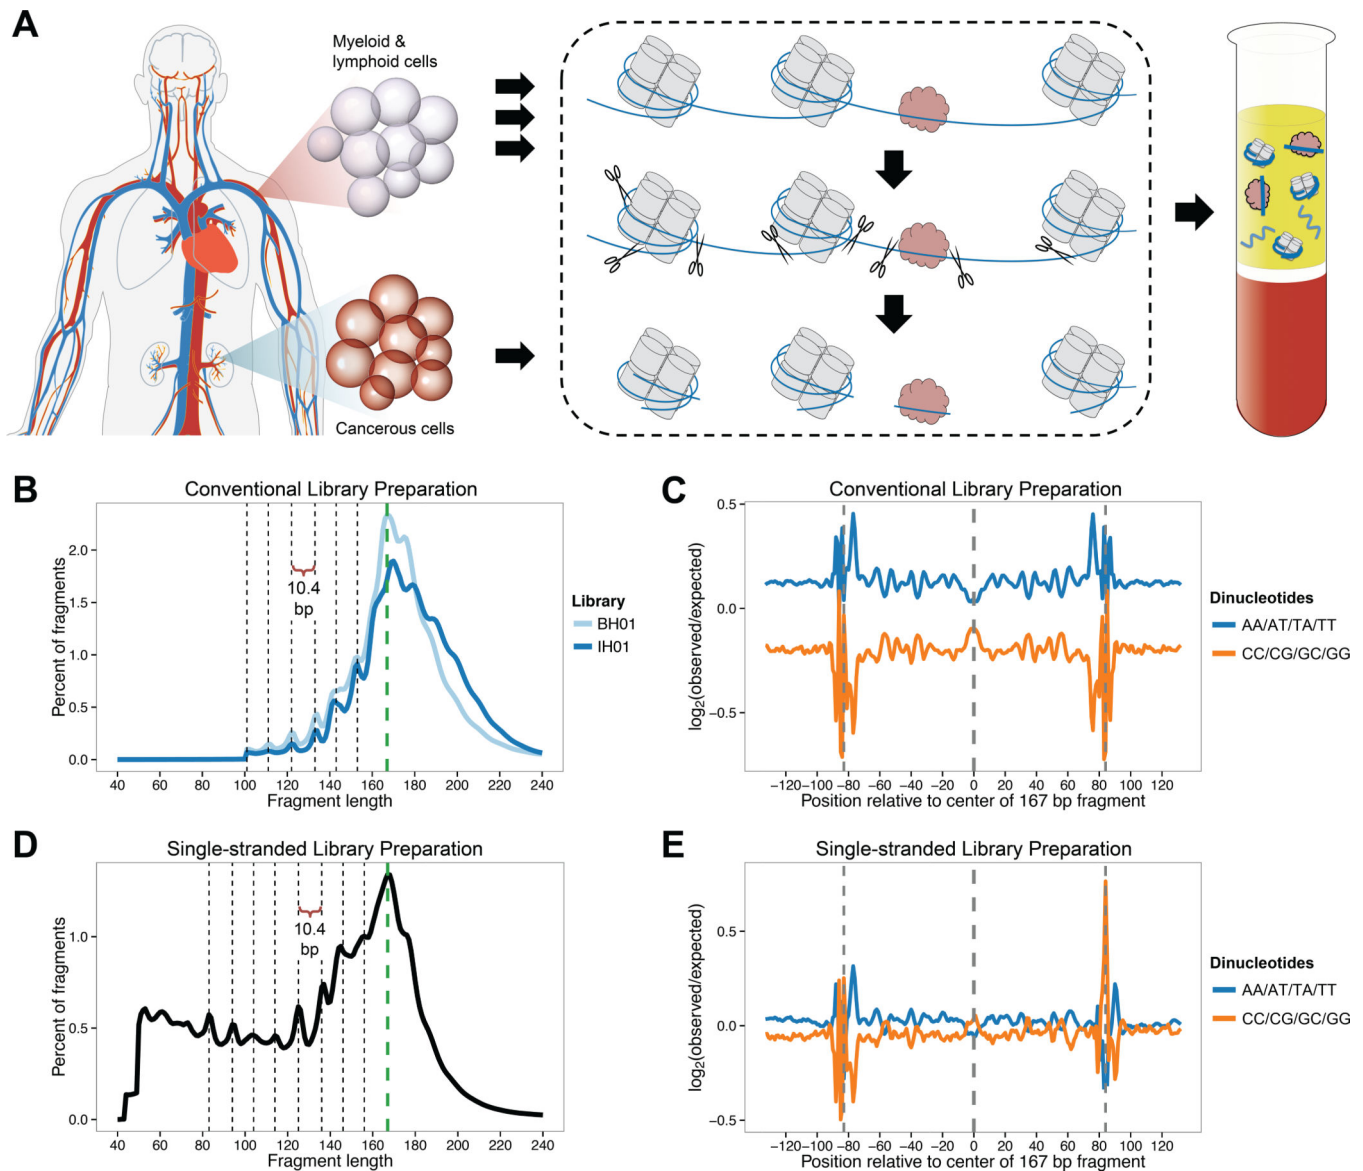 A
Myeloid &
lymphoid cells
Cancerous cells
B
Conventional Library Preparation
Percent of fragments
2.0
1.5
1.0
0.5
0.0
10.4
bp
40 60 80 100 120 140 160 180 200 220 240
Fragment length
Library
BH01
IH01
C
Conventional Library Preparation
log2(observed/expected)
0.5
0.0
−0.5
−120 −100 −80 −60 −40 −20 0 20 40 60 80 100 120
Position relative to center of 167 bp fragment
Dinucleotides
AA/AT/TA/TT
CC/CG/GC/GG
D
Single-stranded Library Preparation
Percent of fragments
1.0
0.5
0.0
10.4
bp
40 60 80 100 120 140 160 180 200 220 240
Fragment length
E
Single-stranded Library Preparation
log2(observed/expected)
0.5
0.0
−0.5
−120 −100 −80 −60 −40 −20 0 20 40 60 80 100 120
Position relative to center of 167 bp fragment
Dinucleotides
AA/AT/TA/TT
CC/CG/GC/GG